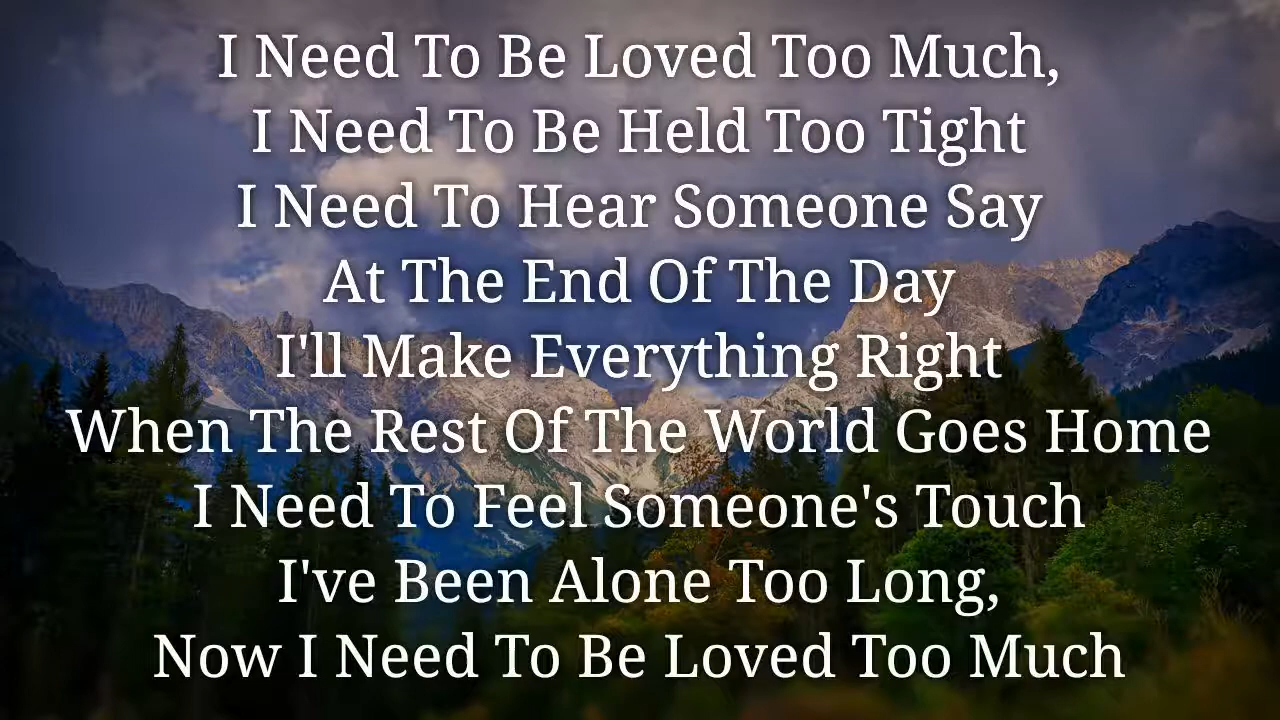 I Need To Be Loved Too Much,
I Need To Be Held Too Tight
I Need To Hear Someone Say
At The End Of The Day
I'll Make Everything Right
When The Rest Of The World Goes Home
I Need To Feel Someone's Touch
I've Been Alone Too Long,
Now I Need To Be Loved Too Much